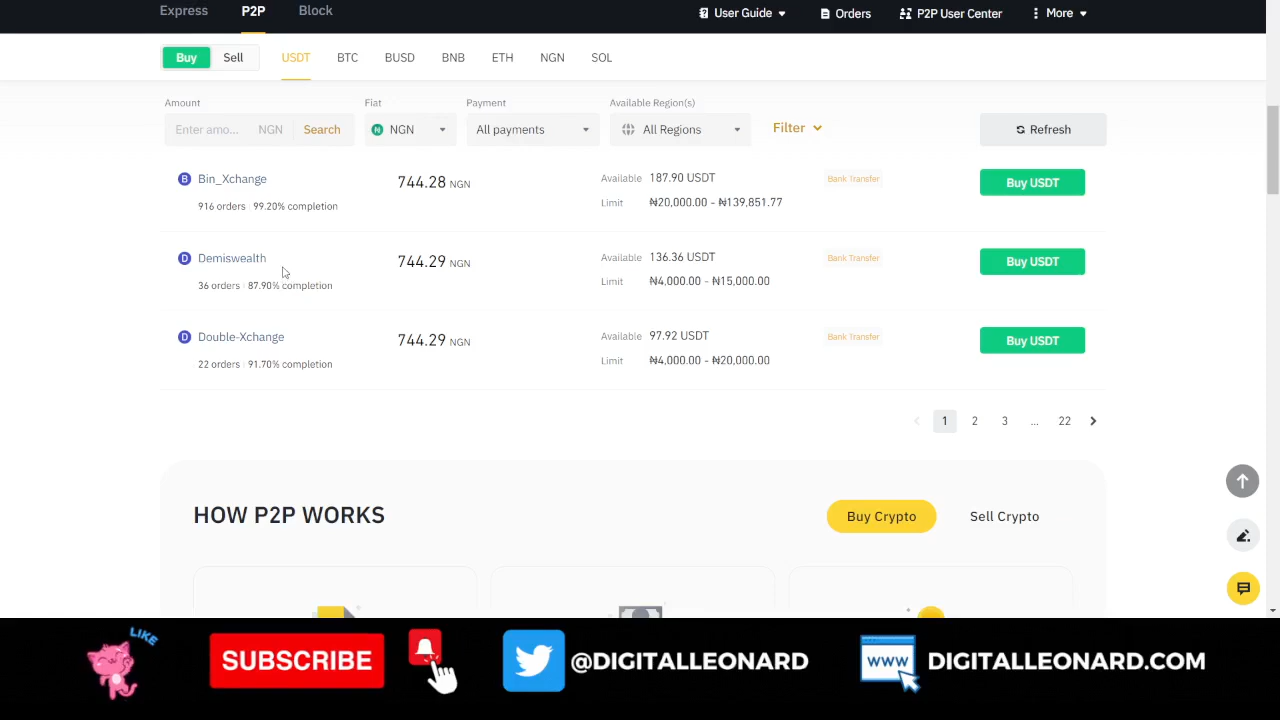 Express P2P Block User Guide Orders P2P User Center More
Buy Sell USDT BTC BUSD BNB ETH NGN SOL
Amount Fiat Payment Available Region(s)
Enter amo... NGN Search N NGN All payments All Regions Filter Refresh
B Bin_Xchange 744.28 NGN Available 187.90 USDT Bank Transfer Buy USDT
916 orders 99.20% completion Limit ₦20,000.00 - ₦139,851.77
D Demiswealth 744.29 NGN Available 136.36 USDT Bank Transfer Buy USDT
36 orders 87.90% completion Limit ₦4,000.00 - ₦15,000.00
D Double-Xchange 744.29 NGN Available 97.92 USDT Bank Transfer Buy USDT
22 orders 91.70% completion Limit ₦4,000.00 - ₦20,000.00
1 2 3 ... 22
HOW P2P WORKS Buy Crypto Sell Crypto
LIKE SUBSCRIBE @DIGITALLEONARD WWW DIGITALLEONARD.COM